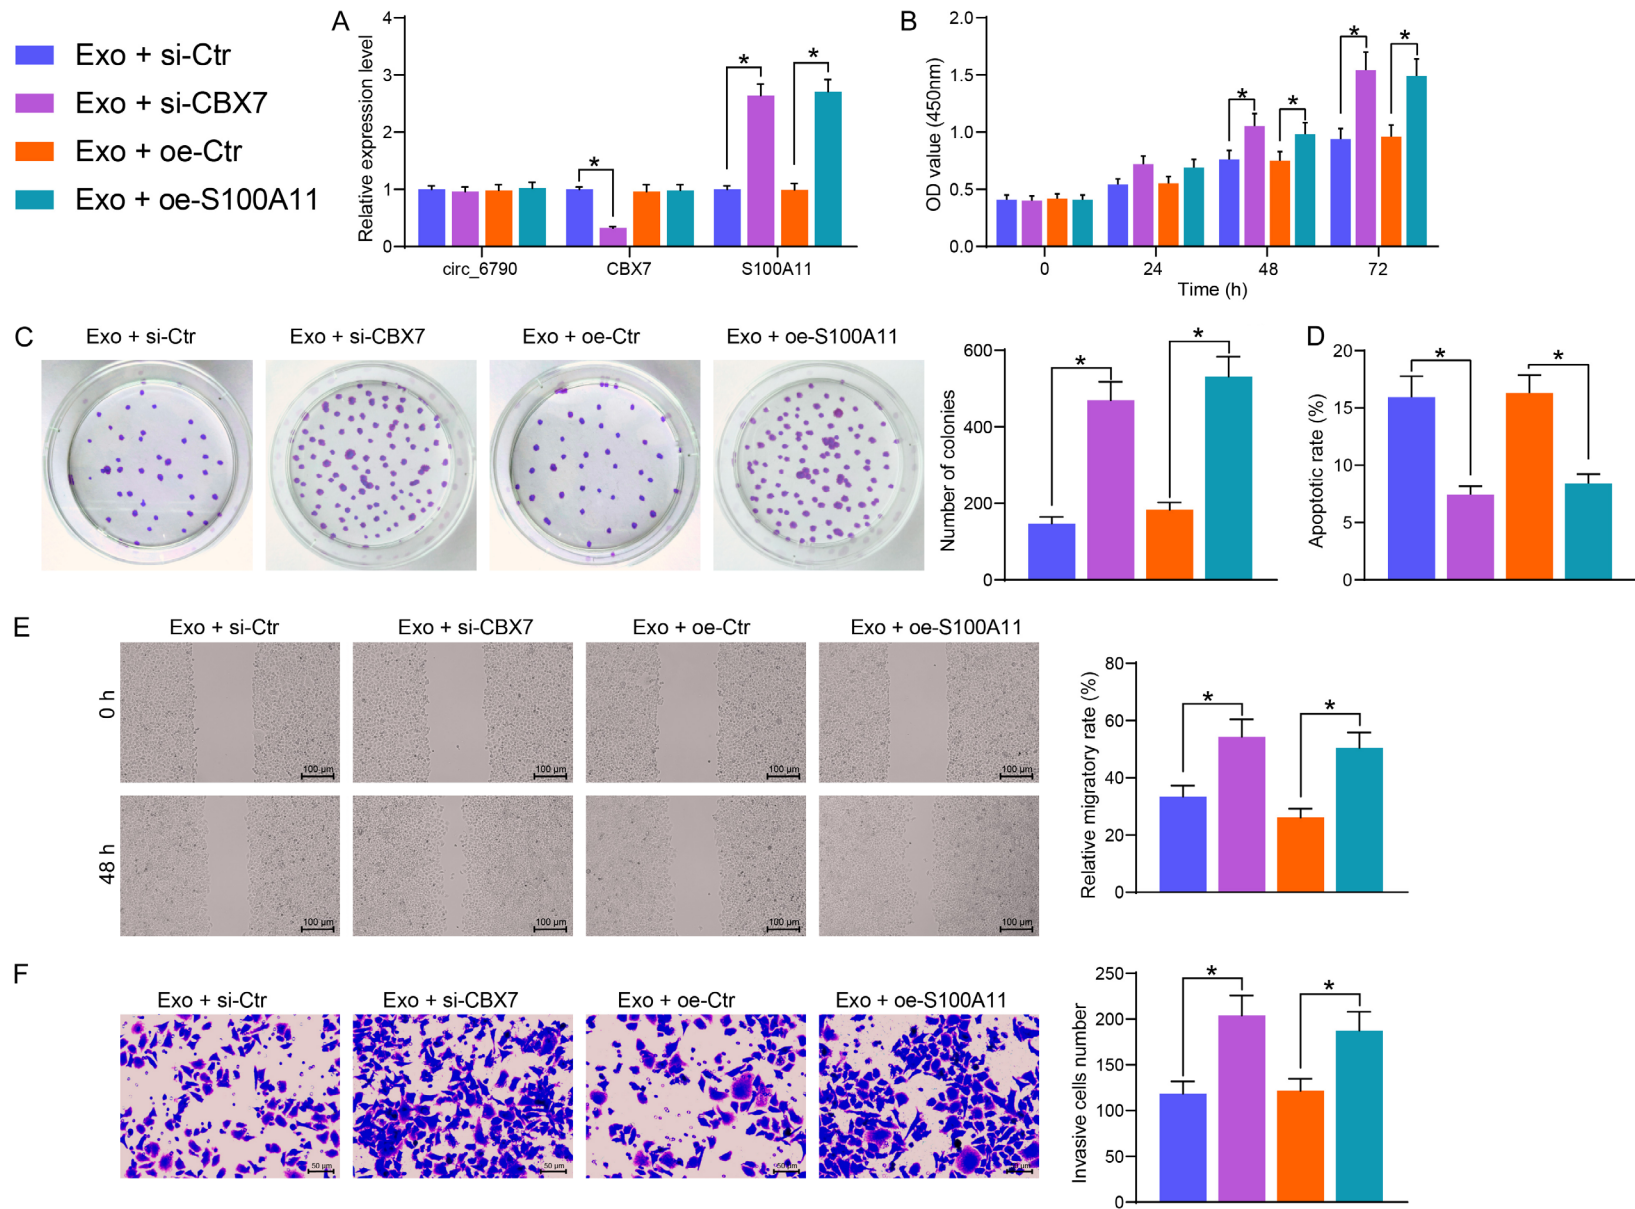 Exo + si-Ctr
Exo + si-CBX7
Exo + oe-Ctr
Exo + oe-S100A11
A
Relative expression level
4
3
2
1
0
*
*
*
circ_6790
CBX7
S100A11
B
OD value (450nm)
2.0
1.5
1.0
0.5
0.0
*
*
*
*
0
24
48
72
Time (h)
C
Exo + si-Ctr
Exo + si-CBX7
Exo + oe-Ctr
Exo + oe-S100A11
Number of colonies
600
400
200
0
*
*
D
Apoptotic rate (%)
20
15
10
5
0
*
*
E
Exo + si-Ctr
Exo + si-CBX7
Exo + oe-Ctr
Exo + oe-S100A11
0 h
100 µm
100 µm
100 µm
100 µm
48 h
100 µm
100 µm
100 µm
100 µm
Relative migratory rate (%)
80
60
40
20
0
*
*
F
Exo + si-Ctr
Exo + si-CBX7
Exo + oe-Ctr
Exo + oe-S100A11
50 µm
50 µm
50 µm
Invasive cells number
250
200
150
100
50
0
*
*